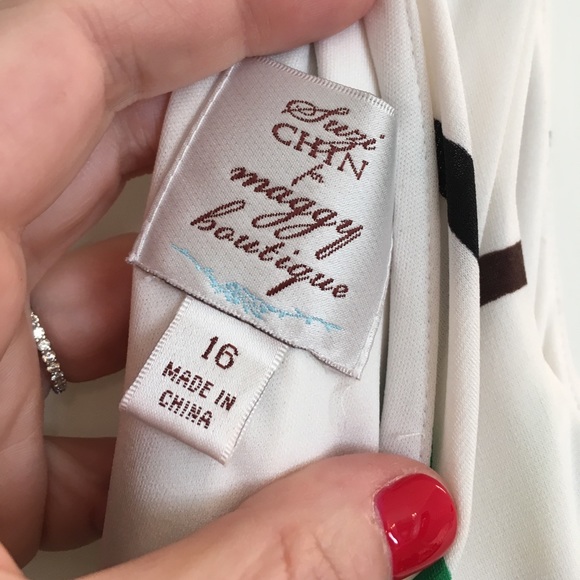 Suzi
CHIN
for
maggy
boutique
16
MADE IN
CHINA